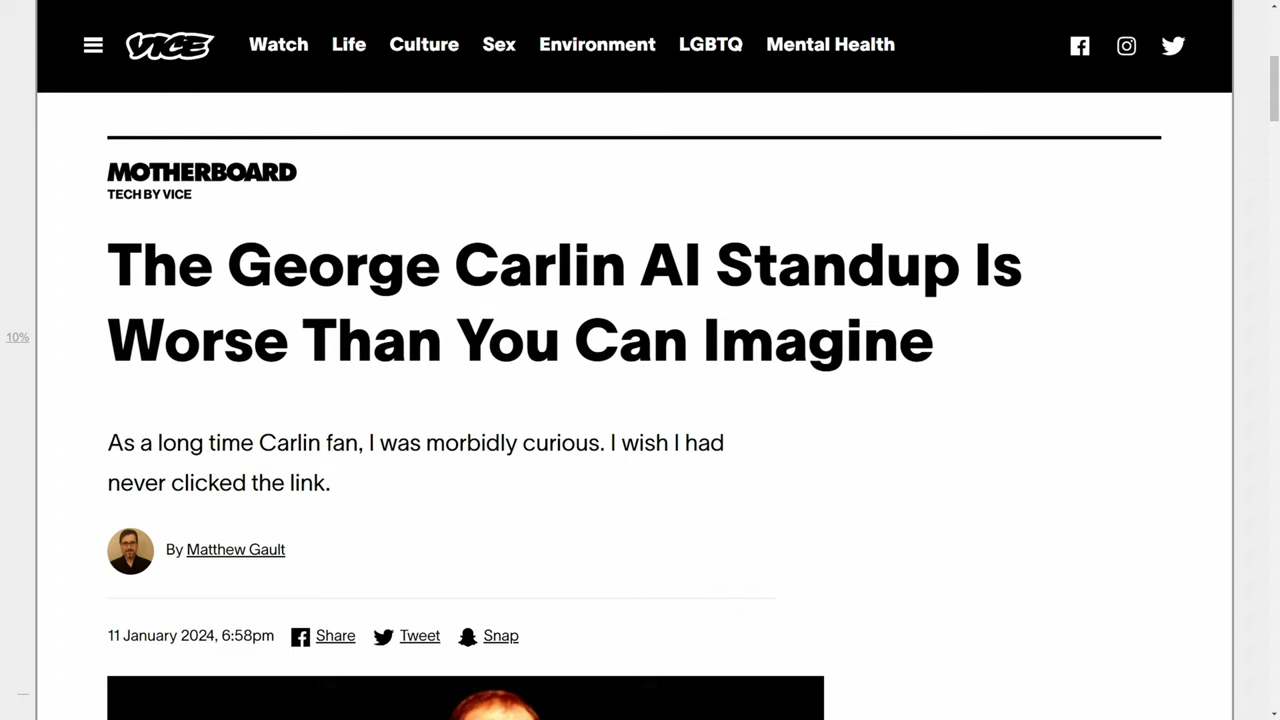 VICE
Watch Life Culture Sex Environment LGBTQ Mental Health
MOTHERBOARD
TECH BY VICE
The George Carlin AI Standup Is
Worse Than You Can Imagine
10%
As a long time Carlin fan, I was morbidly curious. I wish I had
never clicked the link.
By Matthew Gault
11 January 2024, 6:58pm Share Tweet Snap